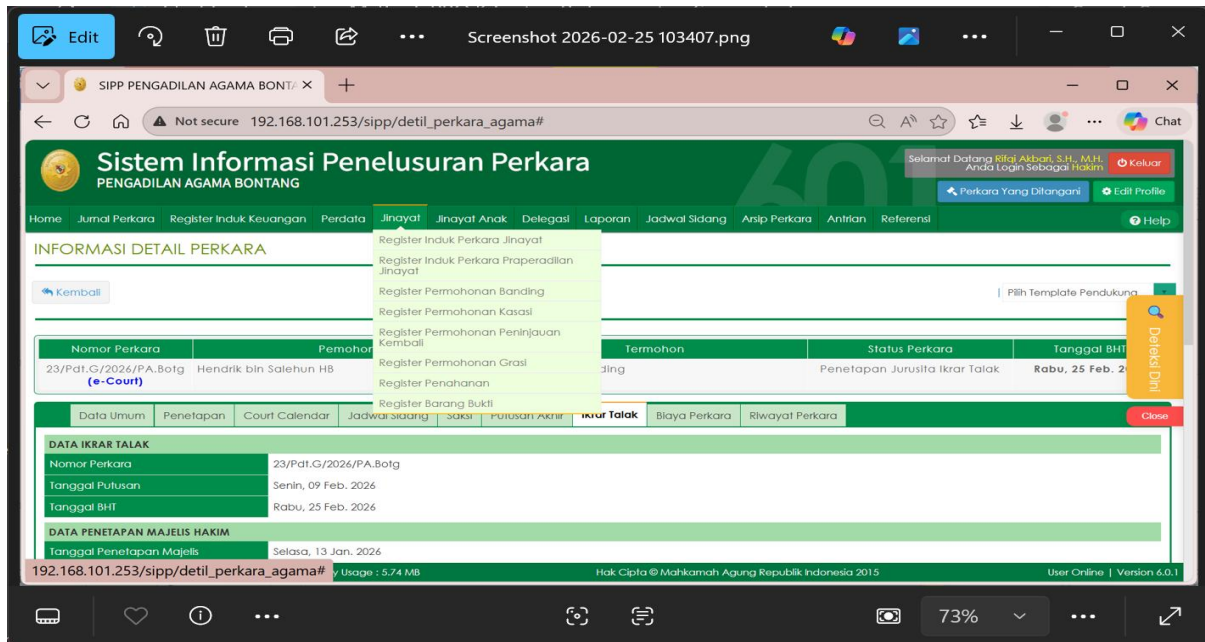 Edit
Screenshot 2026-02-25 103407.png
SIPP PENGADILAN AGAMA BONTA
Not secure 192.168.101.253/sipp/detil_perkara_agama#
Chat
Sistem Informasi Penelusuran Perkara
PENGADILAN AGAMA BONTANG
Selamat Datang Rifqi Akbari, S.H., M.H.
Anda Login Sebagai Hakim
Keluar
Perkara Yang Ditangani
Edit Profile
Home Jurnal Perkara Register Induk Keuangan Perdata Jinayat Jinayat Anak Delegasi Laporan Jadwal Sidang Arsip Perkara Antrian Referensi Help
Register Induk Perkara Jinayat
Register Induk Perkara Praperadilan
Jinayat
Register Permohonan Banding
Register Permohonan Kasasi
Register Permohonan Peninjauan
Kembali
Register Permohonan Grasi
Register Penahanan
Register Barang Bukti
INFORMASI DETAIL PERKARA
Kembali
Pilih Template Pendukung
Deteksi Dini
Close
Nomor Perkara Pemohon Termohon Status Perkara Tanggal BHT
23/Pdt.G/2026/PA.Botg Hendrik bin Salehun HB ding Penetapan Jurusita Ikrar Talak Rabu, 25 Feb. 2
(e-Court)
Data Umum Penetapan Court Calendar Jadwal Sidang Saksi Putusan Akhir Ikrar Talak Biaya Perkara Riwayat Perkara
DATA IKRAR TALAK
Nomor Perkara 23/Pdt.G/2026/PA.Botg
Tanggal Putusan Senin, 09 Feb. 2026
Tanggal BHT Rabu, 25 Feb. 2026
DATA PENETAPAN MAJELIS HAKIM
Tanggal Penetapan Majelis Selasa, 13 Jan. 2026
192.168.101.253/sipp/detil_perkara_agama#
y Usage : 5.74 MB
Hak Cipta © Mahkamah Agung Republik Indonesia 2015
User Online | Version 6.0.1
73%